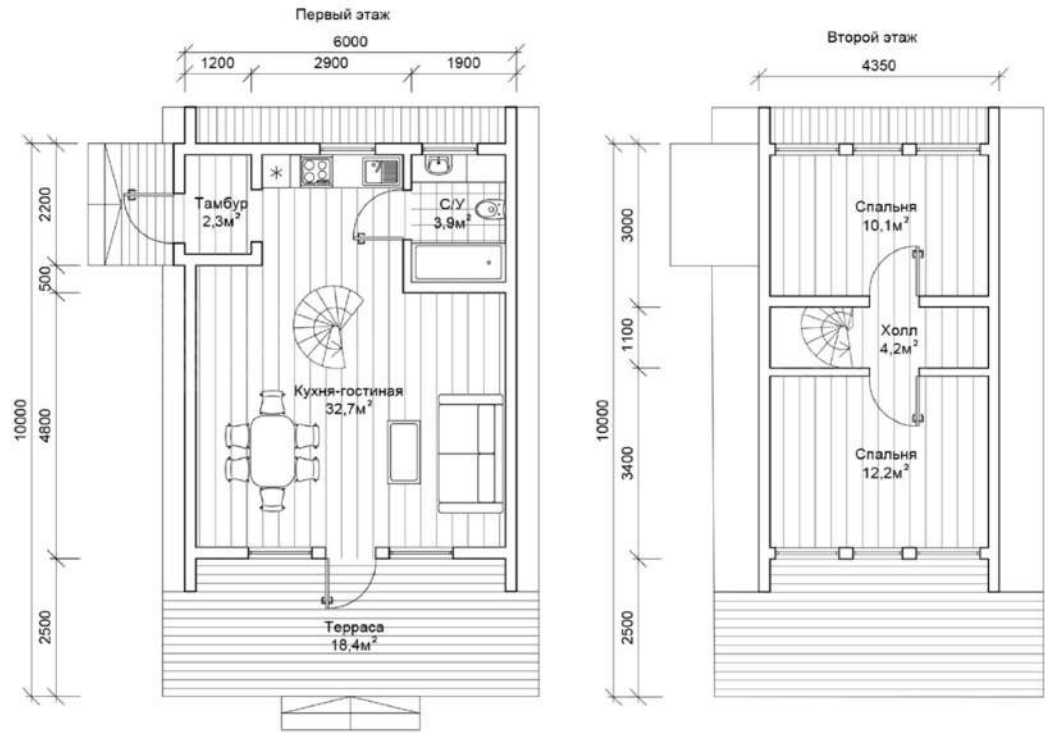 Первый этаж
6000
1200
2900
1900
10000
2200
500
4800
2500
Тамбур
2,3м²
С/У
3,9м²
Кухня-гостиная
32,7м²
Терраса
18,4м²
Второй этаж
4350
10000
3000
1100
3400
2500
Спальня
10,1м²
Холл
4,2м²
Спальня
12,2м²